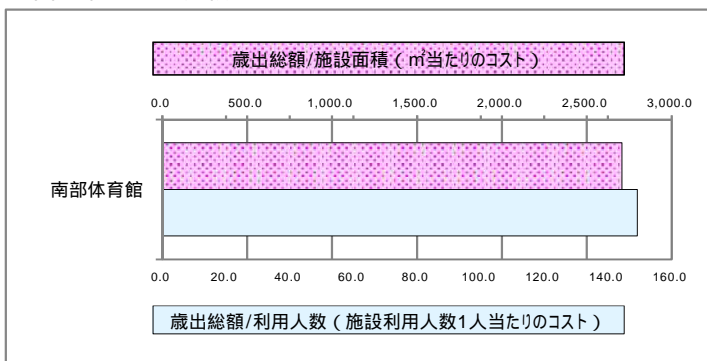 歳出総額/施設面積（㎡当たりのコスト）
0.0 500.0 1,000.0 1,500.0 2,000.0 2,500.0 3,000.0
南部体育館
0.0 20.0 40.0 60.0 80.0 100.0 120.0 140.0 160.0
歳出総額/利用人数（施設利用人数1人当たりのコスト）